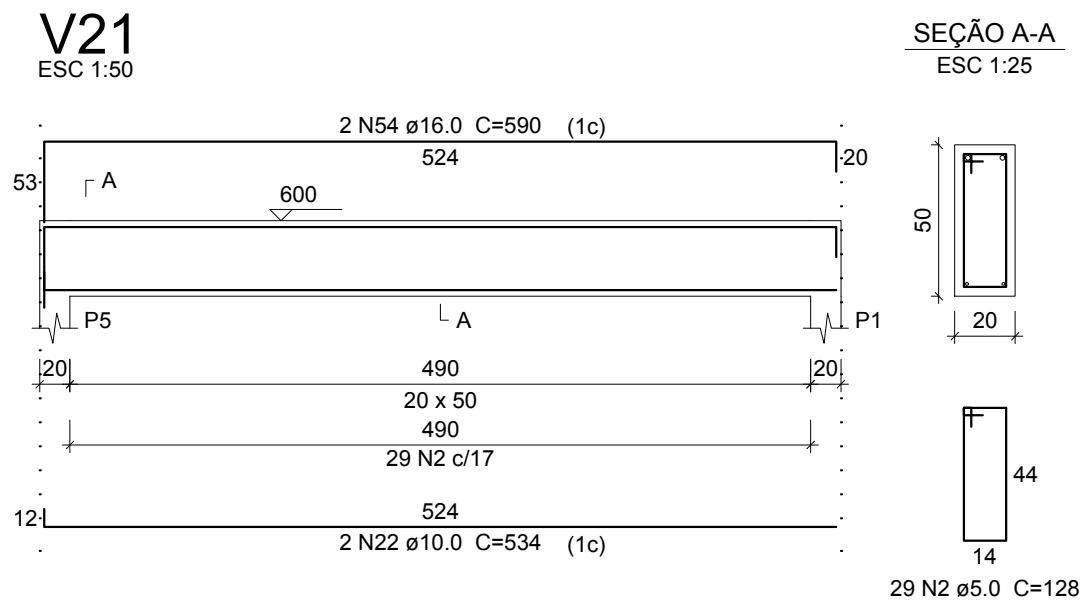 V21
ESC 1:50
SEÇÃO A-A
ESC 1:25
2 N54 ø16.0 C=590 (1c)
524
20
53
A
600
50
P5
A
P1
20
20
490
20
20 x 50
490
29 N2 c/17
44
12
524
2 N22 ø10.0 C=534 (1c)
14
29 N2 ø5.0 C=128